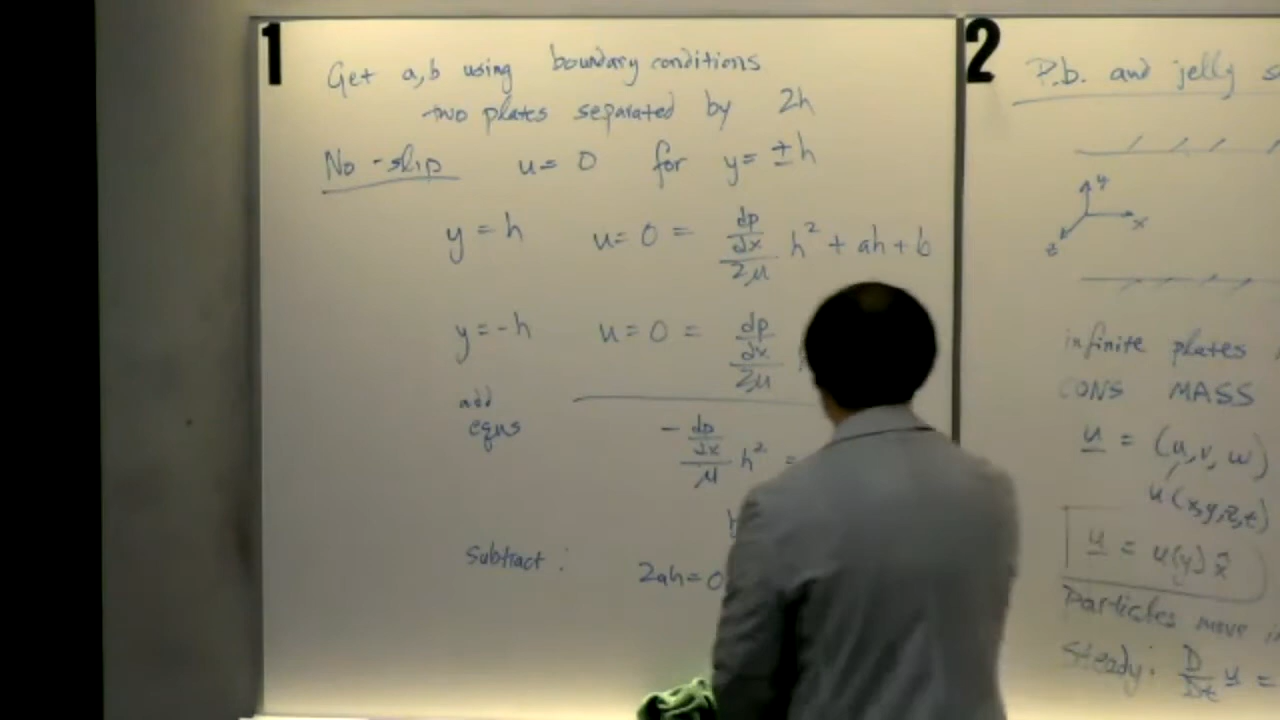 1
Get a,b using boundary conditions
two plates separated by 2h
No-slip u = 0 for y = ±h
y = h u = 0 = dp/dx/2μ h² + ah + b
y = -h u = 0 = dp/dx/2μ
add
eqns
- dp/dx/μ h² =
Subtract : 2ah = 0
2
P.b. and jelly
y
x
z
infinite plates
CONS MASS
u = (u,v,w)
u(x,y,z,t)
u = u(y) x̂
Particles move
Steady: D/Dt u =